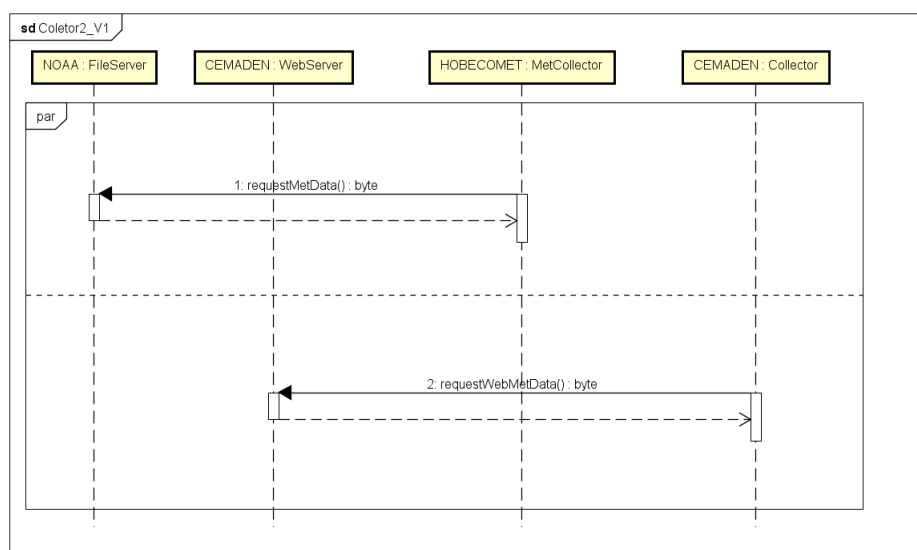 sd Coletor2_V1
NOAA : FileServer
CEMADEN : WebServer
HOBECOMET : MetCollector
CEMADEN : Collector
par
1: requestMetData() : byte
2: requestWebMetData() : byte